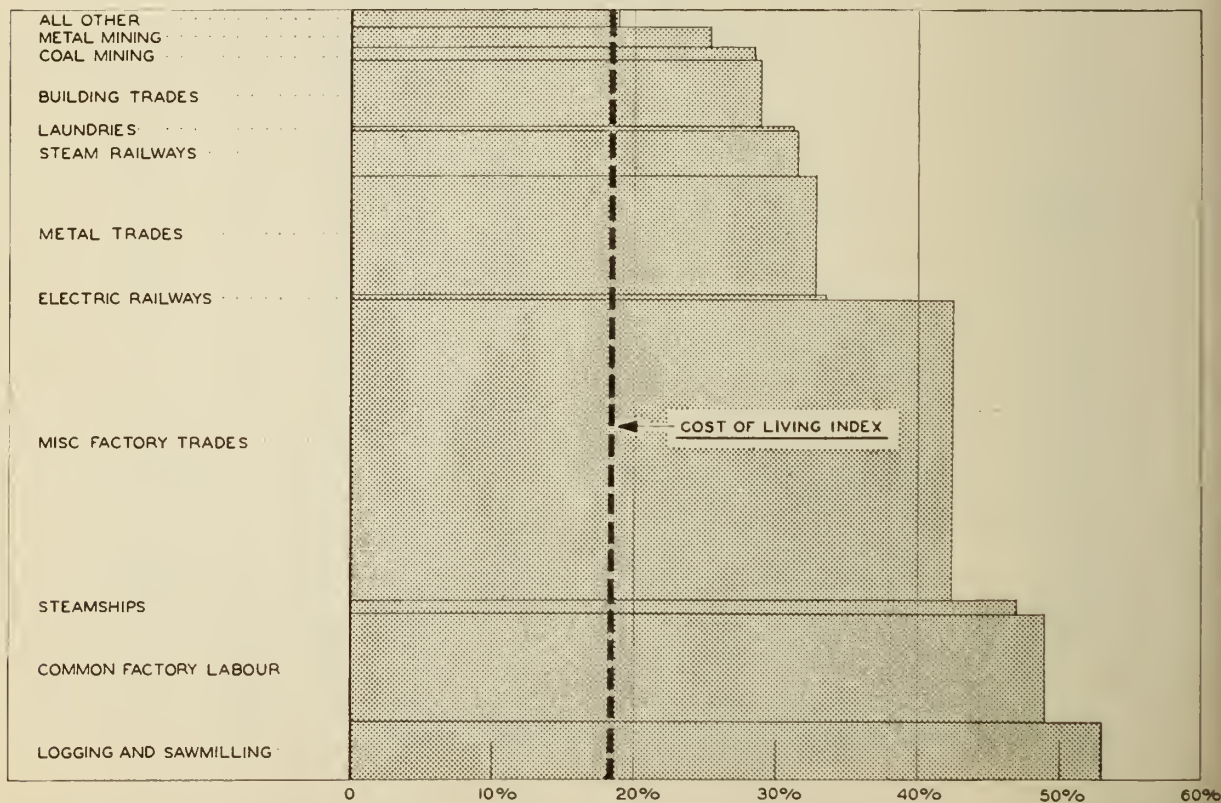 ALL OTHER
METAL MINING
COAL MINING
BUILDING TRADES
LAUNDRIES
STEAM RAILWAYS
METAL TRADES
ELECTRIC RAILWAYS
COST OF LIVING INDEX
MISC FACTORY TRADES
STEAMSHIPS
COMMON FACTORY LABOUR
LOGGING AND SAWMILLING
0 10% 20% 30% 40% 50% 60%